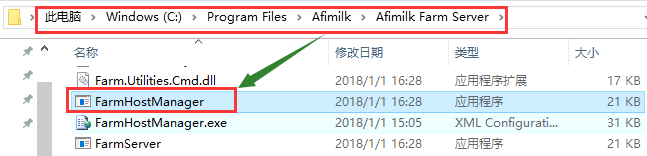 此电脑 > Windows (C:) > Program Files > Afimilk > Afimilk Farm Server >
名称 修改日期 类型 大小
Farm.Utilities.Cmd.dll 2018/1/1 16:28 应用程序扩展 17 KB
FarmHostManager 2018/1/1 16:28 应用程序 21 KB
FarmHostManager.exe 2018/1/1 15:05 XML Configurati... 31 KB
FarmServer 2018/1/1 16:28 应用程序 21 KB